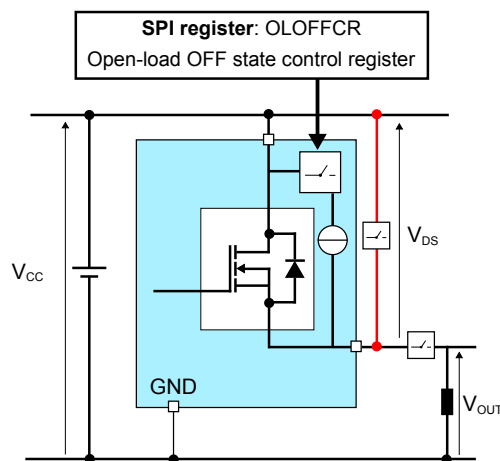 SPI register: OLOFFCR
Open-load OFF state control register
VDS
VCC
GND
VOUT